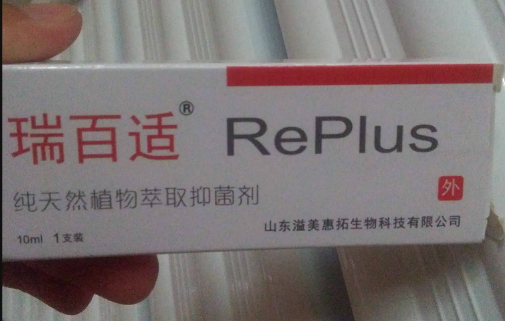 瑞百适® RePlus
纯天然植物萃取抑菌剂
外
山东溢美惠拓生物科技有限公司
10ml 1支装